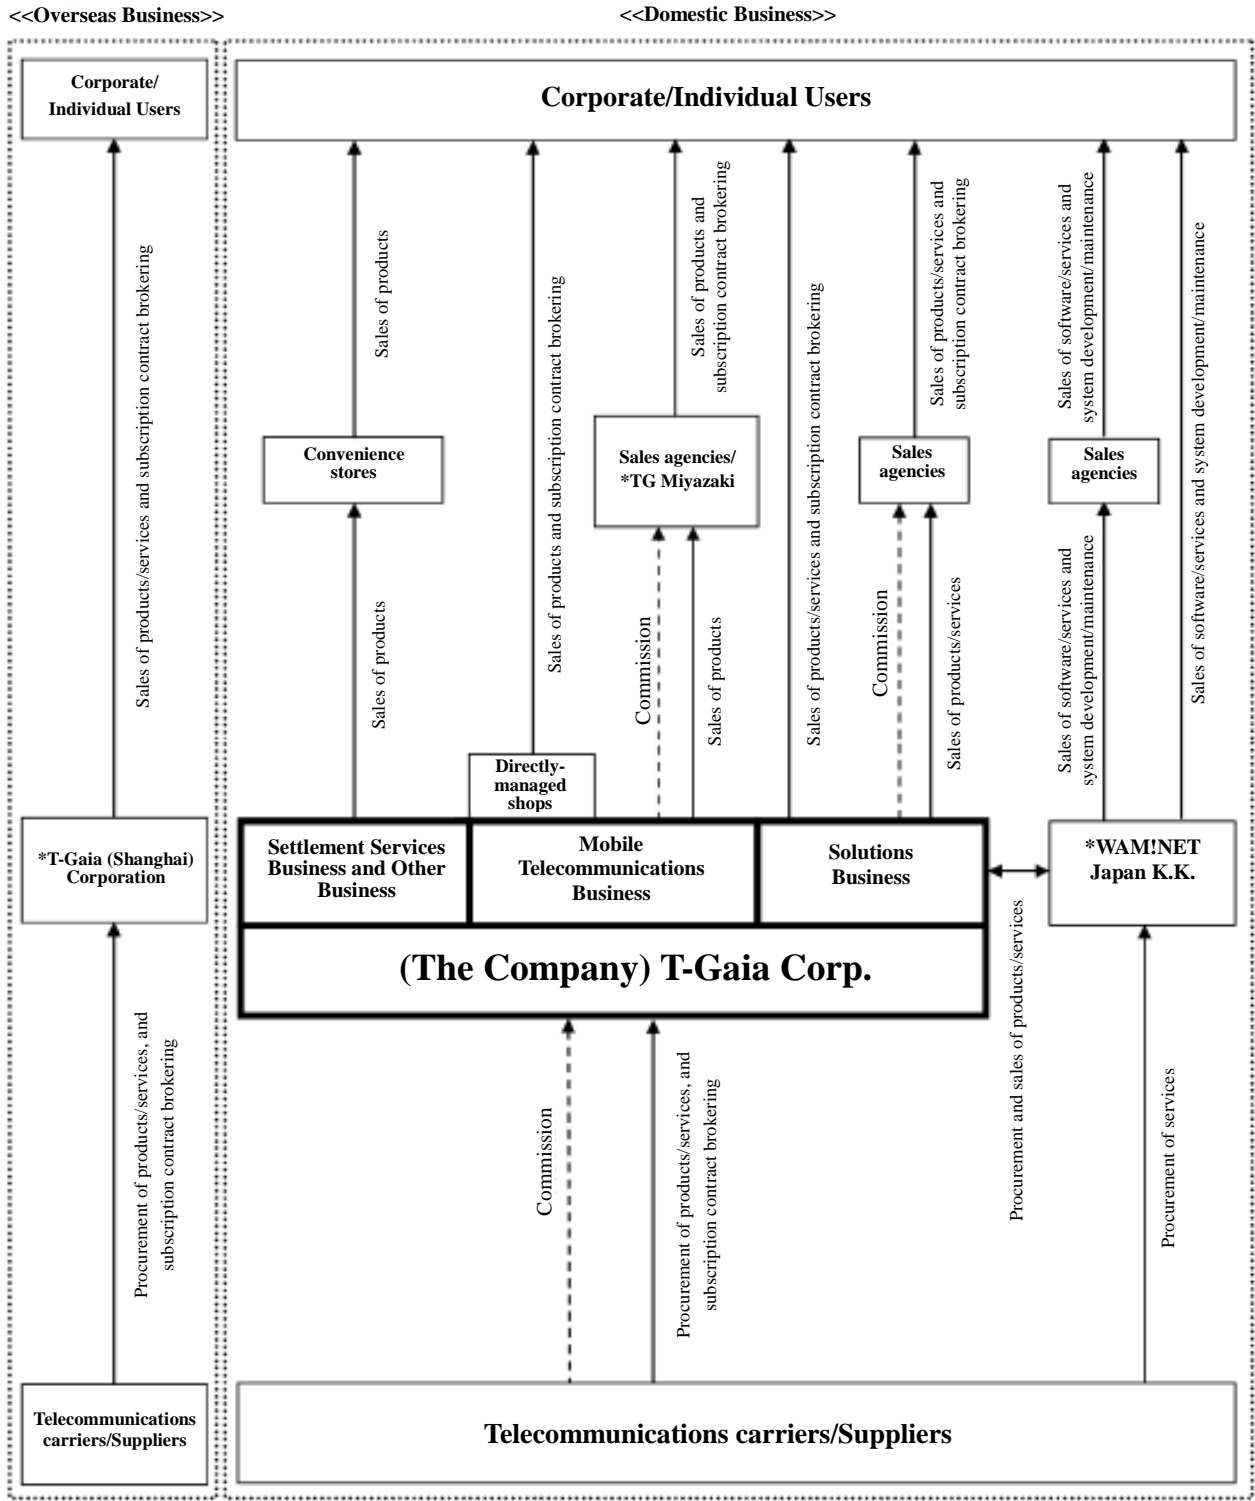 <<Overseas Business>>
<<Domestic Business>>
Corporate/
Individual Users
Corporate/Individual Users
Sales of products/services and subscription contract brokering
Sales of products
Sales of products and subscription contract brokering
Sales of products and
subscription contract brokering
Sales of products/services and subscription contract brokering
Sales of products/services and
subscription contract brokering
Sales of software/services and
system development/maintenance
Sales of software/services and system development/maintenance
Convenience
stores
Sales agencies/
*TG Miyazaki
Sales
agencies
Sales
agencies
Sales of products
Commission
Sales of products
Commission
Sales of products/services
Sales of software/services and
system development/maintenance
Directly-
managed
shops
*T-Gaia (Shanghai)
Corporation
Settlement Services
Business and Other
Business
Mobile
Telecommunications
Business
Solutions
Business
*WAM!NET
Japan K.K.
(The Company) T-Gaia Corp.
Procurement of products/services, and
subscription contract brokering
Commission
Procurement of products/services, and
subscription contract brokering
Procurement and sales of products/services
Procurement of services
Telecommunications
carriers/Suppliers
Telecommunications carriers/Suppliers